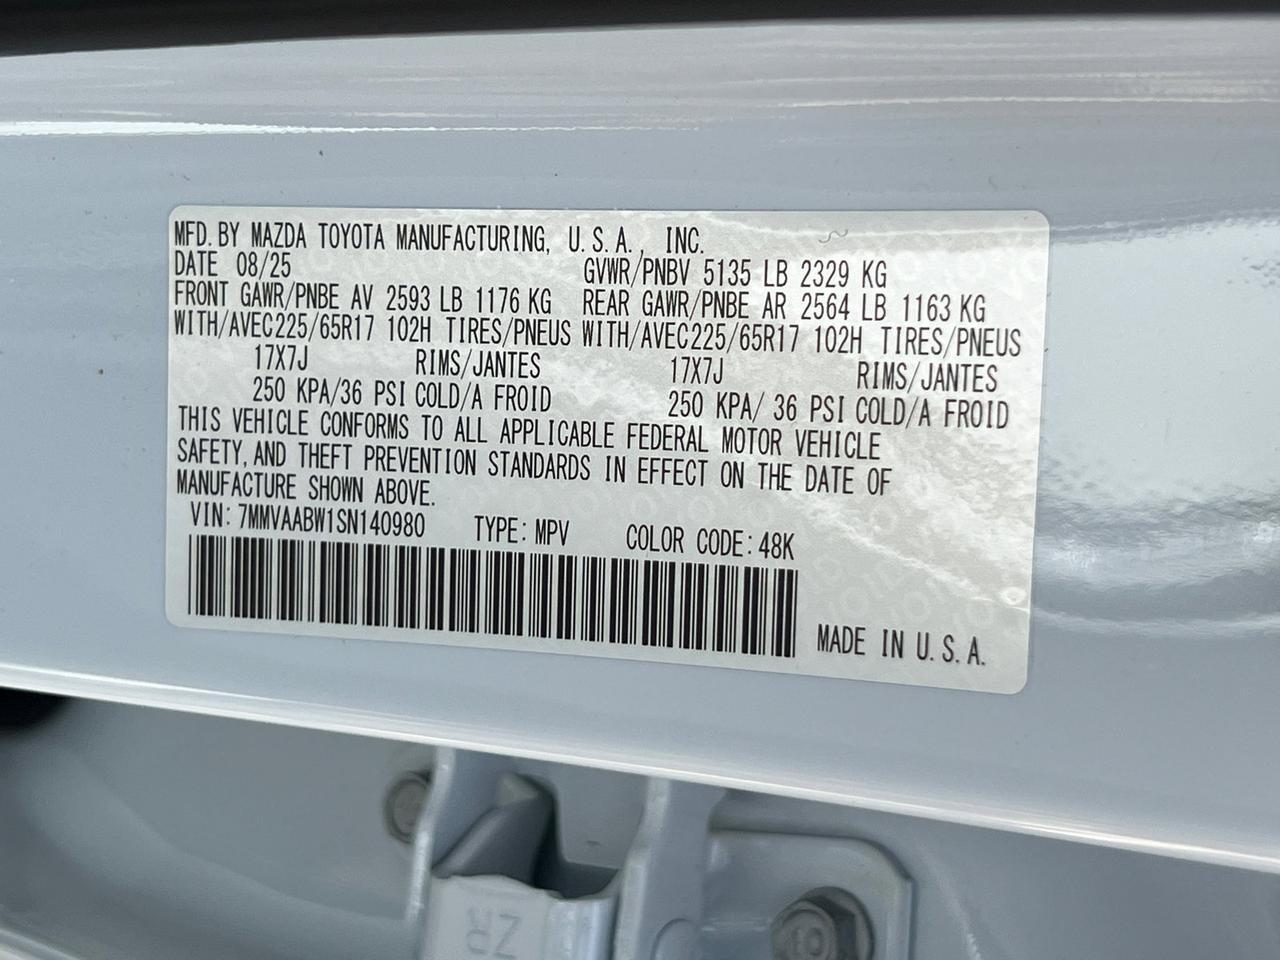 MFD. BY MAZDA TOYOTA MANUFACTURING, U.S.A., INC.
DATE 08/25 GVWR/PNBV 5135 LB 2329 KG
FRONT GAWR/PNBE AV 2593 LB 1176 KG REAR GAWR/PNBE AR 2564 LB 1163 KG
WITH/AVEC225/65R17 102H TIRES/PNEUS WITH/AVEC225/65R17 102H TIRES/PNEUS
17X7J RIMS/JANTES 17X7J RIMS/JANTES
250 KPA/36 PSI COLD/A FROID 250 KPA/ 36 PSI COLD/A FROID
THIS VEHICLE CONFORMS TO ALL APPLICABLE FEDERAL MOTOR VEHICLE
SAFETY, AND THEFT PREVENTION STANDARDS IN EFFECT ON THE DATE OF
MANUFACTURE SHOWN ABOVE.
VIN: 7MMVAABW1SN140980 TYPE: MPV COLOR CODE: 48K
MADE IN U.S.A.
ZR